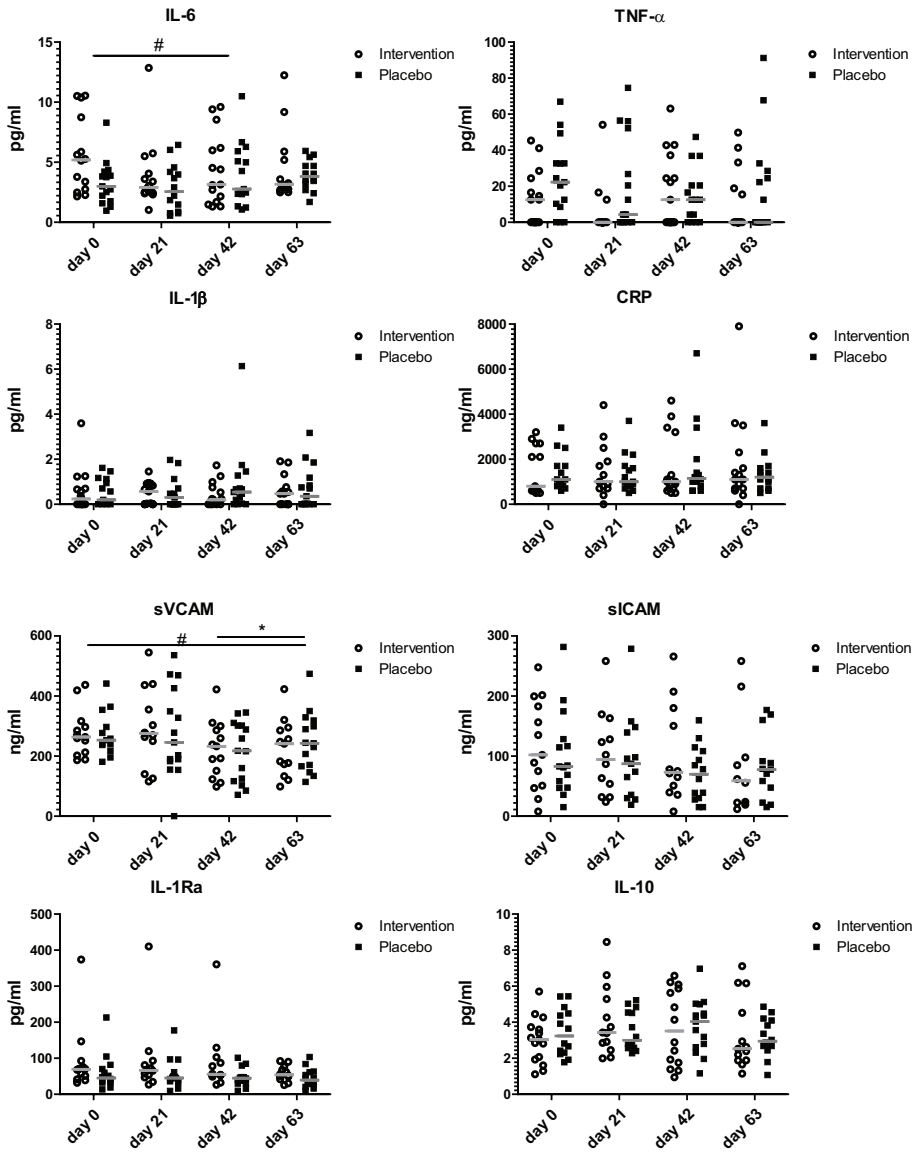 IL-6
15
10
5
0
pg/ml
#
day 0
day 21
day 42
day 63
Intervention
Placebo
TNF-α
100
80
60
40
20
0
pg/ml
day 0
day 21
day 42
day 63
Intervention
Placebo
IL-1β
8
6
4
2
0
pg/ml
day 0
day 21
day 42
day 63
Intervention
Placebo
CRP
8000
6000
4000
2000
0
ng/ml
day 0
day 21
day 42
day 63
Intervention
Placebo
sVCAM
600
400
200
0
ng/ml
*
#
day 0
day 21
day 42
day 63
Intervention
Placebo
sICAM
300
200
100
0
ng/ml
day 0
day 21
day 42
day 63
Intervention
Placebo
IL-1Ra
500
400
300
200
100
0
pg/ml
day 0
day 21
day 42
day 63
Intervention
Placebo
IL-10
10
8
6
4
2
0
pg/ml
day 0
day 21
day 42
day 63
Intervention
Placebo